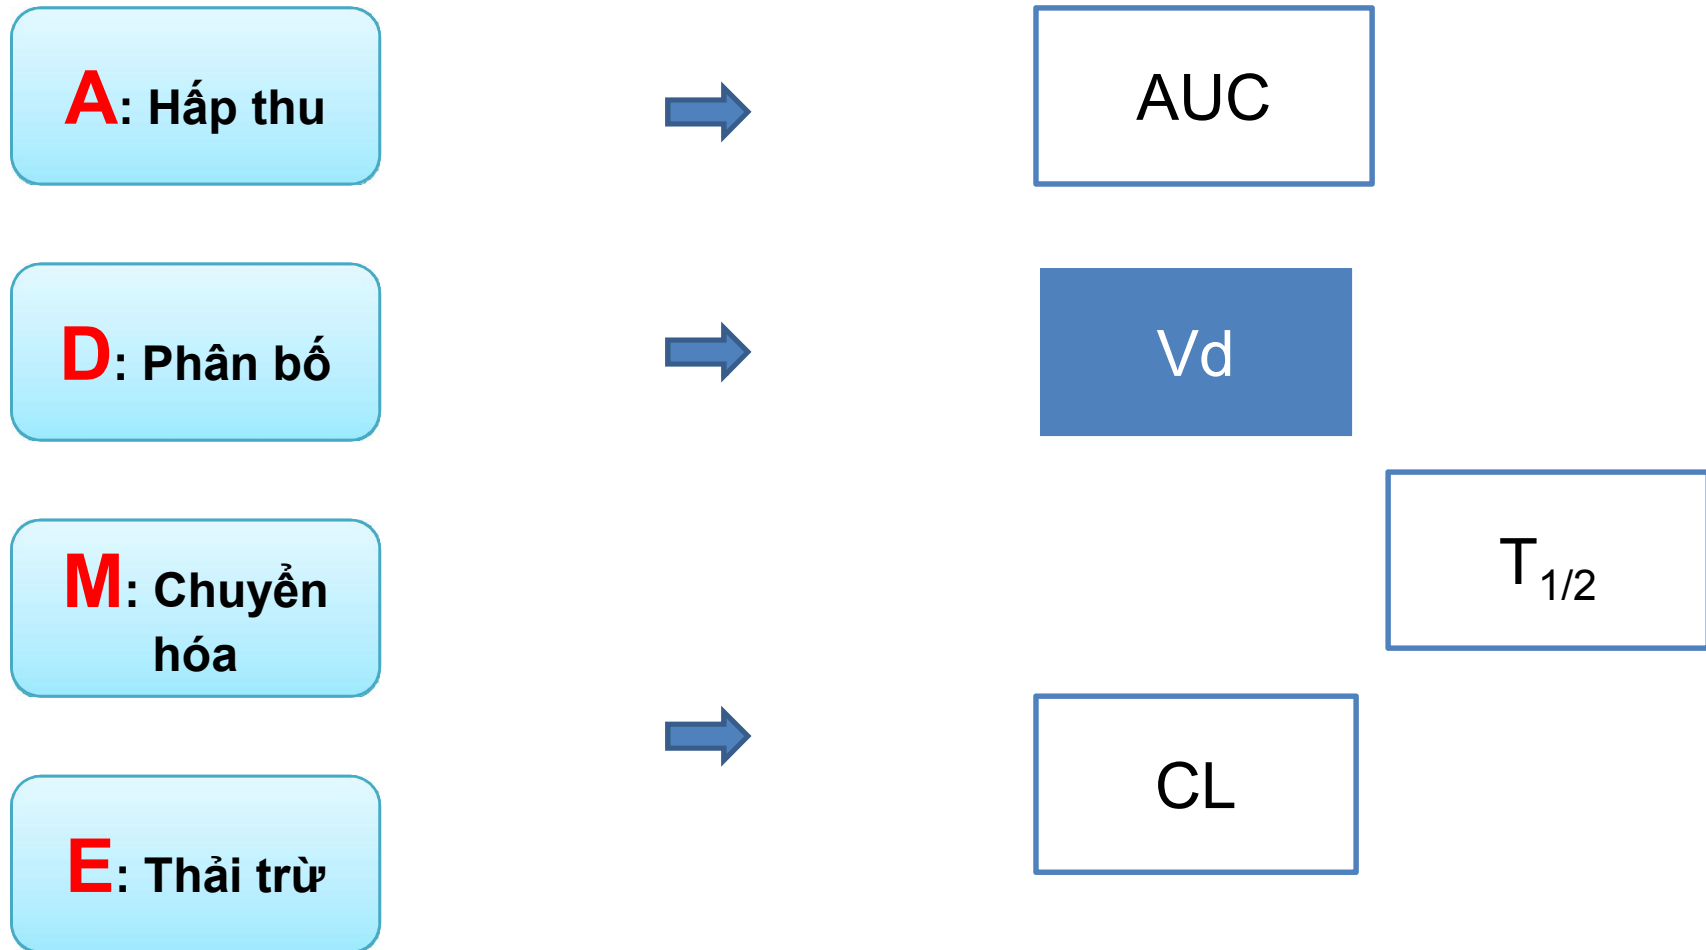 A: Hấp thu
AUC
D: Phân bố
Vd
T1/2
M: Chuyển
hóa
CL
E: Thải trừ